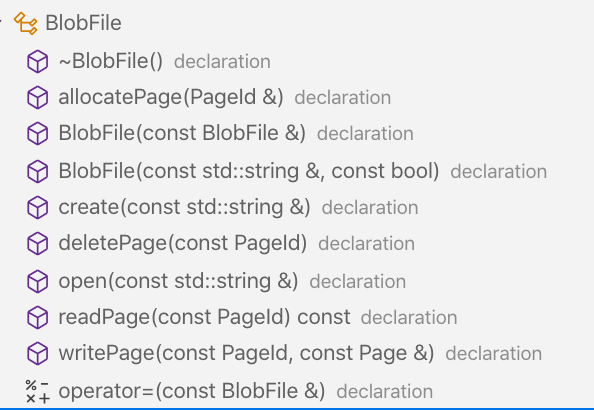 BlobFile
~BlobFile() declaration
allocatePage(PageId &) declaration
BlobFile(const BlobFile &) declaration
BlobFile(const std::string &, const bool) declaration
create(const std::string &) declaration
deletePage(const PageId) declaration
open(const std::string &) declaration
readPage(const PageId) const declaration
writePage(const PageId, const Page &) declaration
operator=(const BlobFile &) declaration